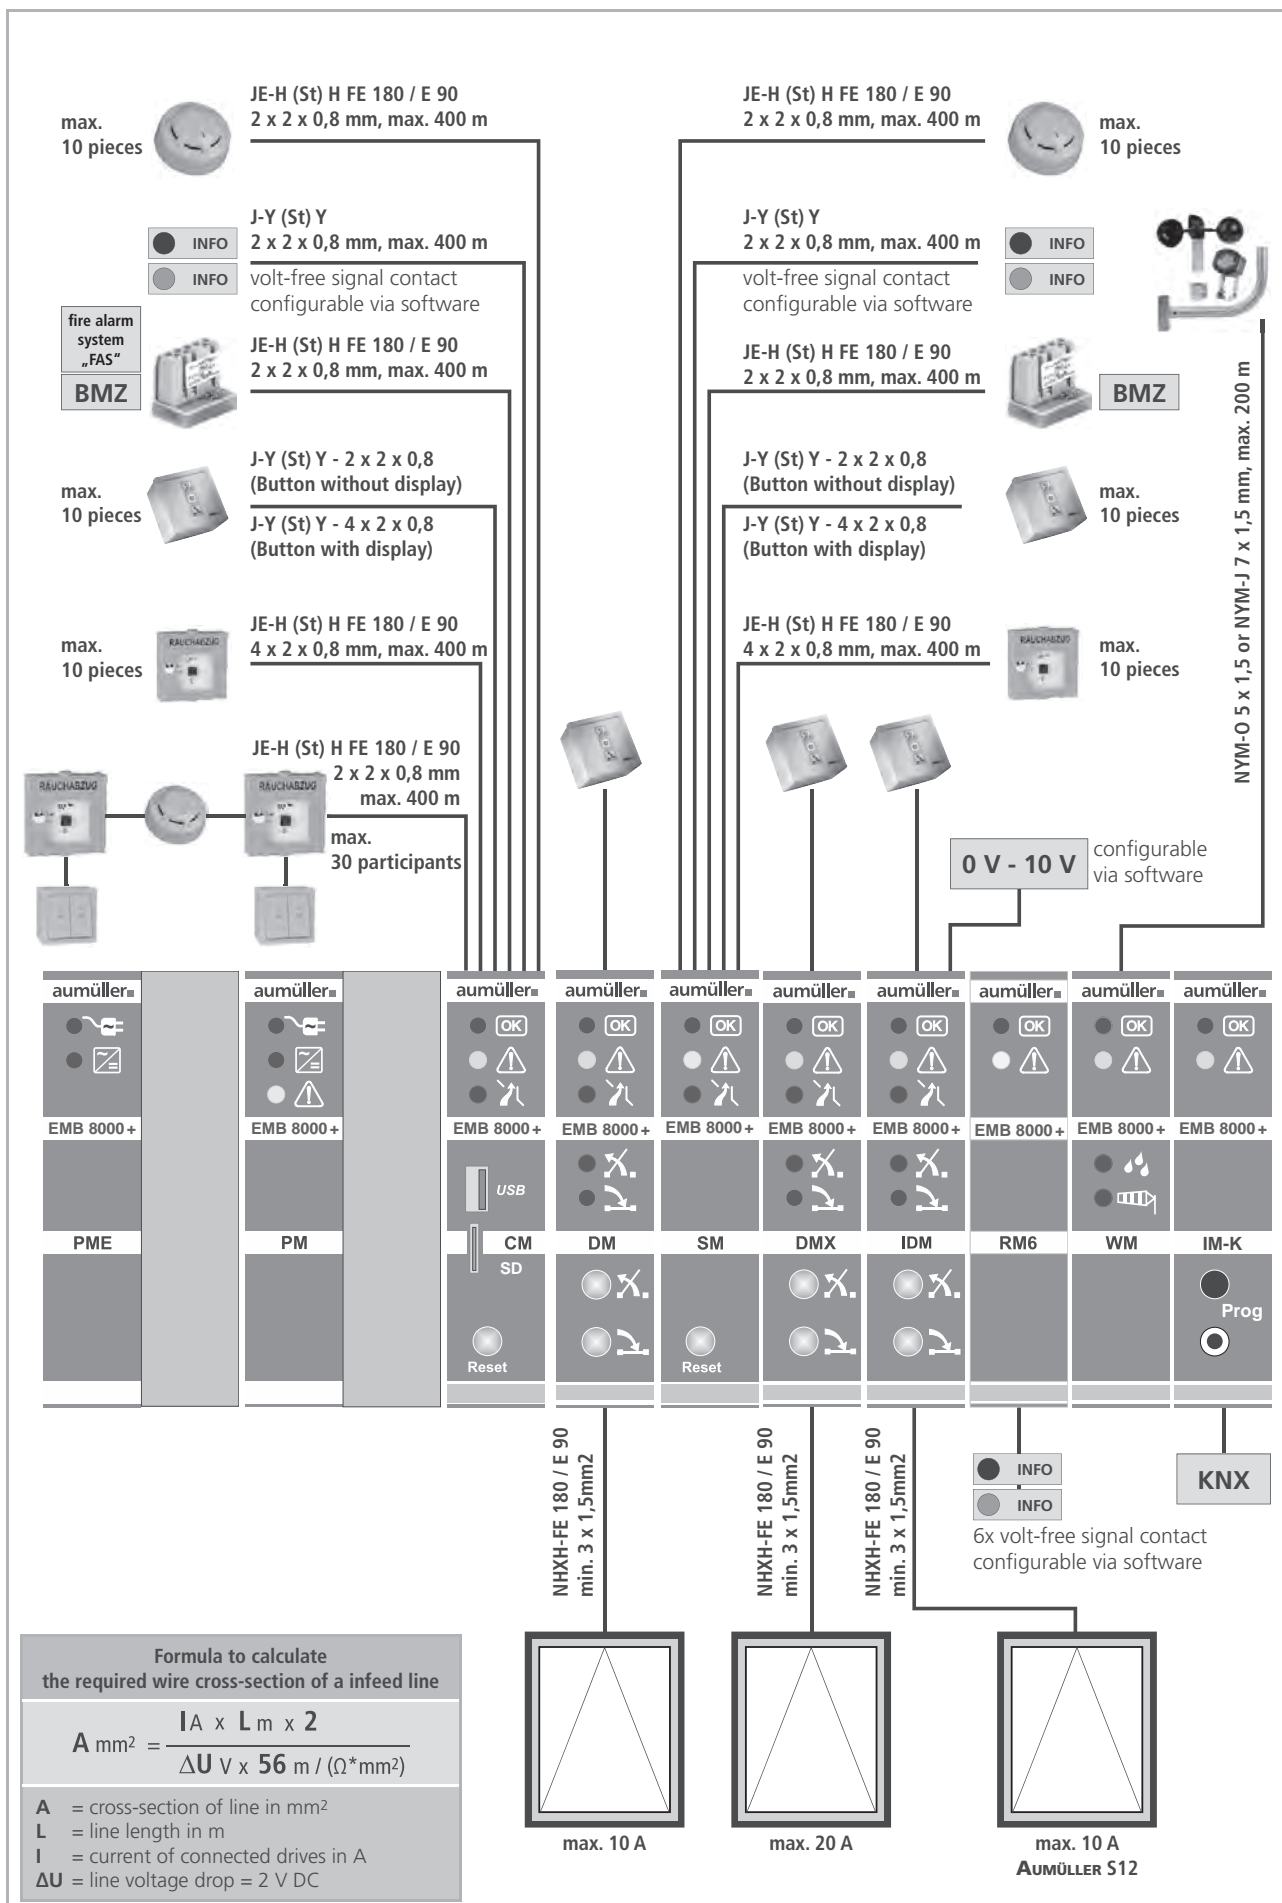 JE-H (St) H FE 180 / E 90
2 x 2 x 0,8 mm, max. 400 m
max.
10 pieces
J-Y (St) Y
2 x 2 x 0,8 mm, max. 400 m
INFO
INFO
volt-free signal contact
configurable via software
fire alarm
system
„FAS“
BMZ
JE-H (St) H FE 180 / E 90
2 x 2 x 0,8 mm, max. 400 m
J-Y (St) Y - 2 x 2 x 0,8
(Button without display)
max.
10 pieces
J-Y (St) Y - 4 x 2 x 0,8
(Button with display)
JE-H (St) H FE 180 / E 90
4 x 2 x 0,8 mm, max. 400 m
max.
10 pieces
RAUCHABZUG
JE-H (St) H FE 180 / E 90
2 x 2 x 0,8 mm
max. 400 m
RAUCHABZUG
RAUCHABZUG
max.
30 participants
JE-H (St) H FE 180 / E 90
2 x 2 x 0,8 mm, max. 400 m
max.
10 pieces
J-Y (St) Y
2 x 2 x 0,8 mm, max. 400 m
INFO
INFO
volt-free signal contact
configurable via software
JE-H (St) H FE 180 / E 90
2 x 2 x 0,8 mm, max. 400 m
BMZ
J-Y (St) Y - 2 x 2 x 0,8
(Button without display)
max.
10 pieces
J-Y (St) Y - 4 x 2 x 0,8
(Button with display)
JE-H (St) H FE 180 / E 90
4 x 2 x 0,8 mm, max. 400 m
RAUCHABZUG
max.
10 pieces
NYM-O 5 x 1,5 or NYM-J 7 x 1,5 mm, max. 200 m
0 V - 10 V
configurable
via software
aumüller
EMB 8000+
PME
aumüller
EMB 8000+
PM
aumüller
OK
EMB 8000+
USB
CM
SD
Reset
aumüller
OK
EMB 8000+
DM
aumüller
OK
EMB 8000+
SM
Reset
aumüller
OK
EMB 8000+
DMX
aumüller
OK
EMB 8000+
IDM
aumüller
OK
EMB 8000+
RM6
aumüller
OK
EMB 8000+
WM
aumüller
OK
EMB 8000+
IM-K
Prog
NHXH-FE 180 / E 90
min. 3 x 1,5mm2
NHXH-FE 180 / E 90
min. 3 x 1,5mm2
NHXH-FE 180 / E 90
min. 3 x 1,5mm2
INFO
INFO
6x volt-free signal contact
configurable via software
KNX
max. 10 A
max. 20 A
max. 10 A
AUMÜLLER S12
Formula to calculate
the required wire cross-section of a infeed line
A mm² = I A x L m x 2
ΔU V x 56 m / (Ω*mm²)
A = cross-section of line in mm²
L = line length in m
I = current of connected drives in A
ΔU = line voltage drop = 2 V DC